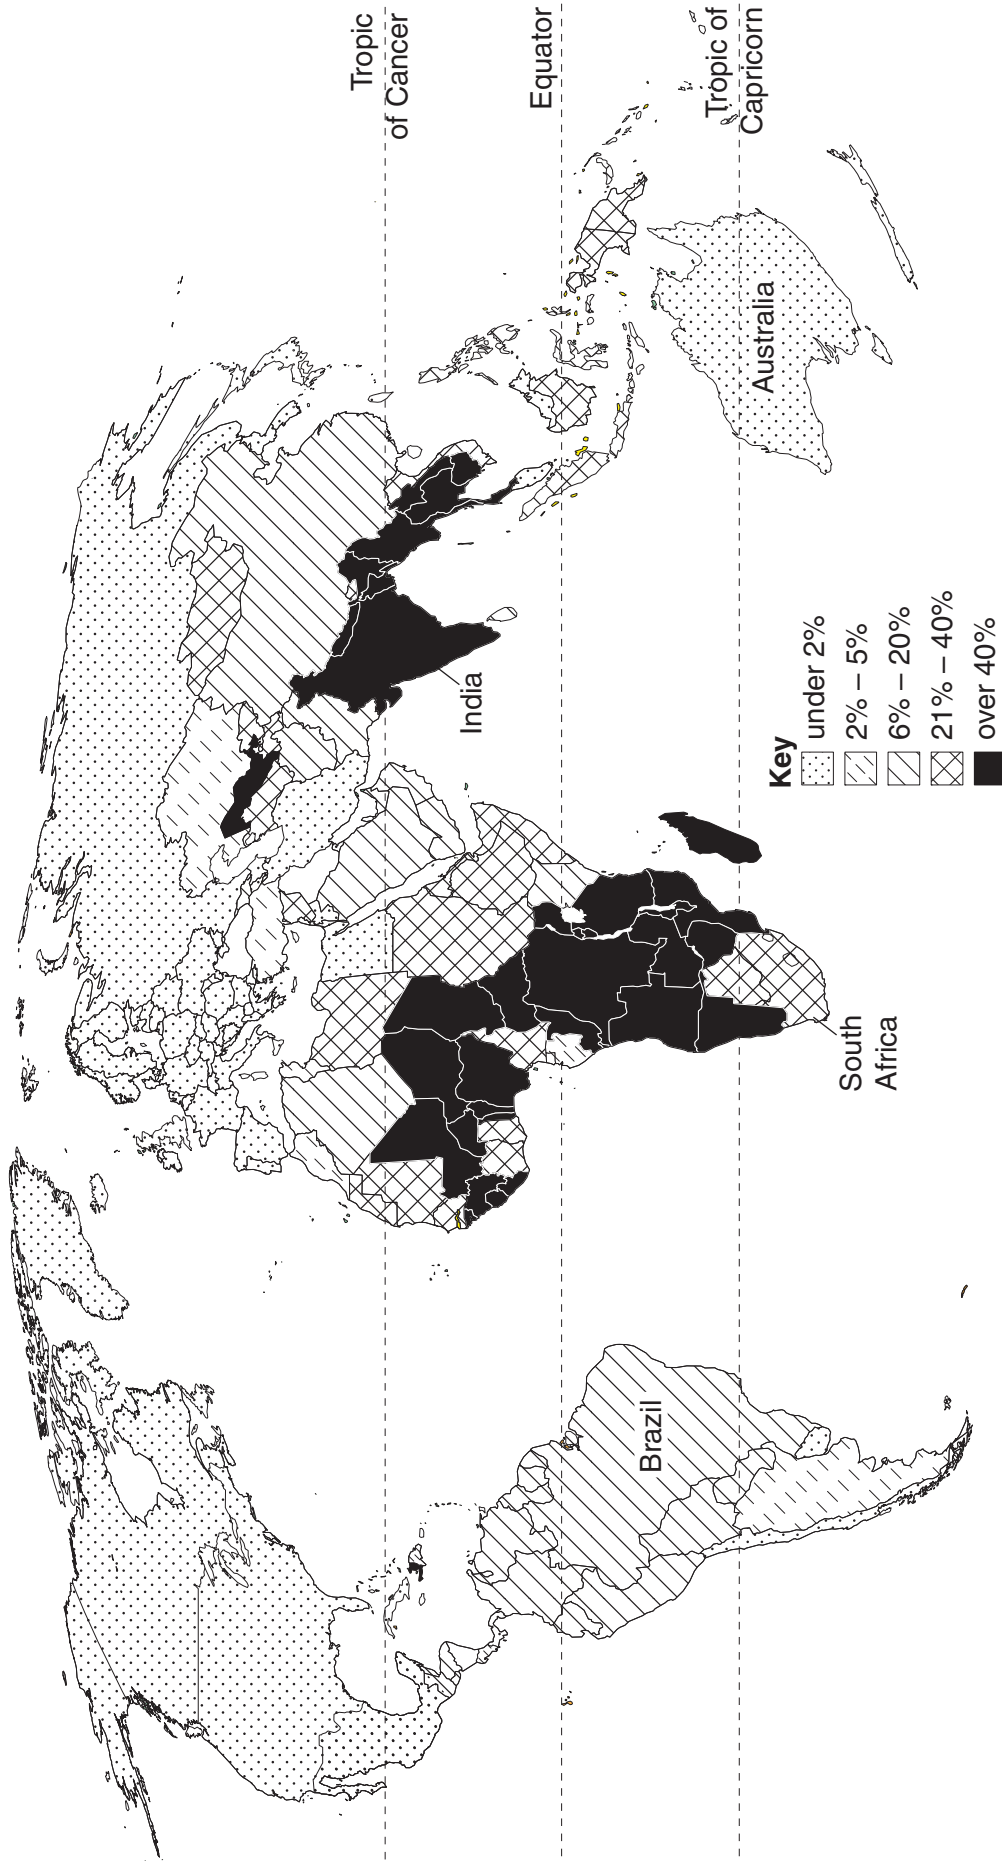 Tropic
of Cancer
Equator
Tropic of
Capricorn
Australia
India
South
Africa
Brazil
Key
under 2%
2% – 5%
6% – 20%
21% – 40%
over 40%